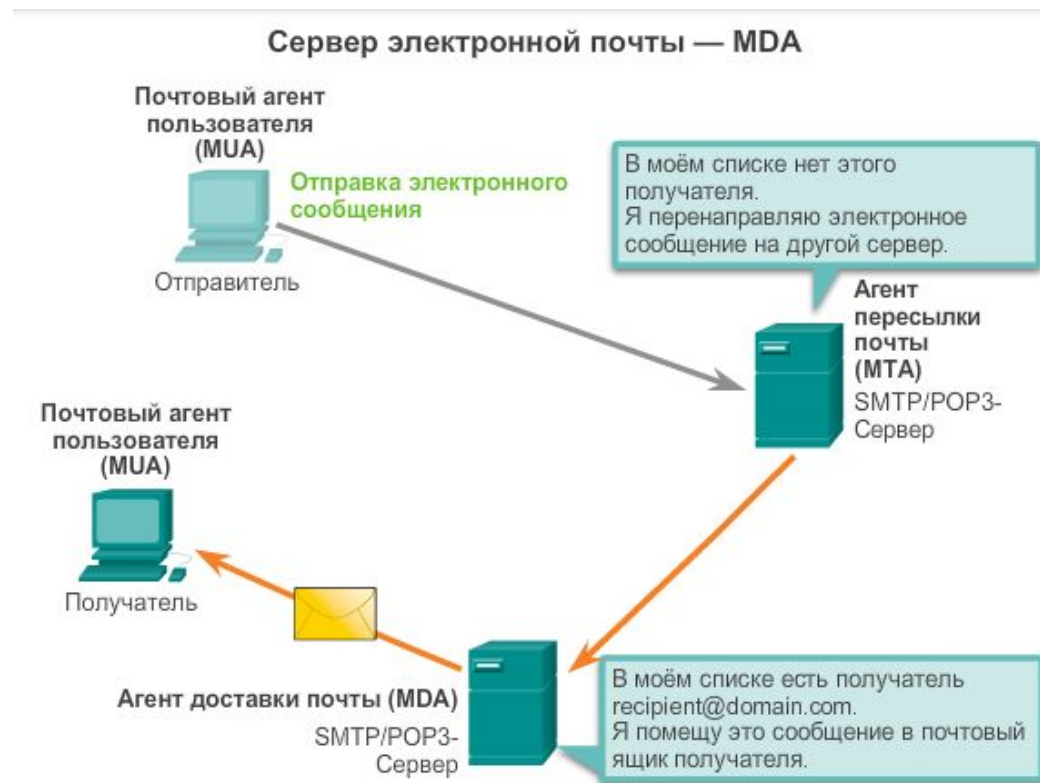 Сервер электронной почты — MDA
Почтовый агент
пользователя
(MUA)
Отправка электронного
сообщения
Отправитель
В моём списке нет этого
получателя.
Я перенаправляю электронное
сообщение на другой сервер.
Агент
пересылки
почты
(MTA)
SMTP/POP3-
Сервер
Почтовый агент
пользователя
(MUA)
Получатель
Агент доставки почты (MDA)
SMTP/POP3-
Сервер
В моём списке есть получатель
recipient@domain.com.
Я помещу это сообщение в почтовый
ящик получателя.